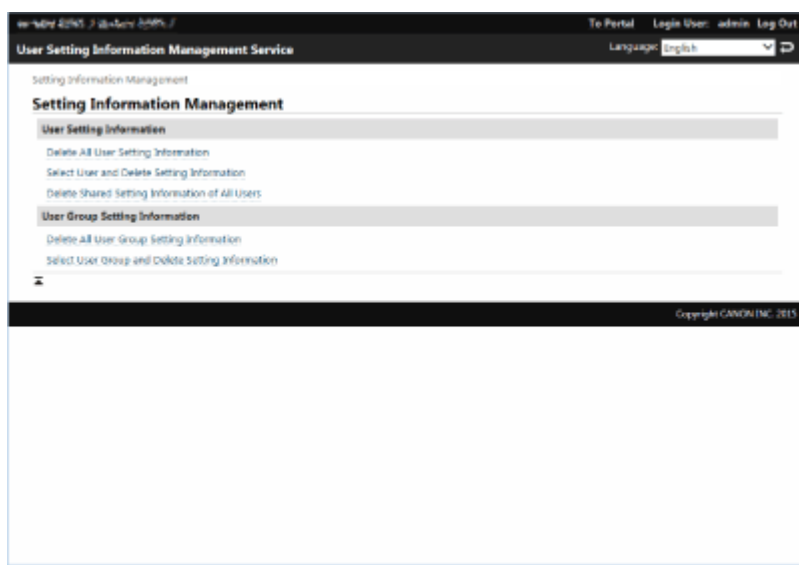 To Portal Login User: admin Log Out
User Setting Information Management Service Language: English
Setting Information Management
Setting Information Management
User Setting Information
Delete All User Setting Information
Select User and Delete Setting Information
Delete Shared Setting Information of All Users
User Group Setting Information
Delete All User Group Setting Information
Select User Group and Delete Setting Information
Copyright CANON INC. 2015